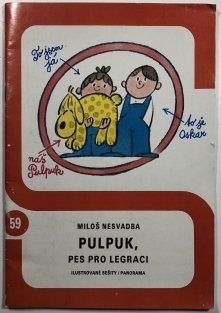 To jsem
já
to je
Oskar
náš
Pulpuk
59
MILOŠ NESVADBA
PULPUK,
PES PRO LEGRACI
ILUSTROVANÉ SEŠITY / PANORAMA